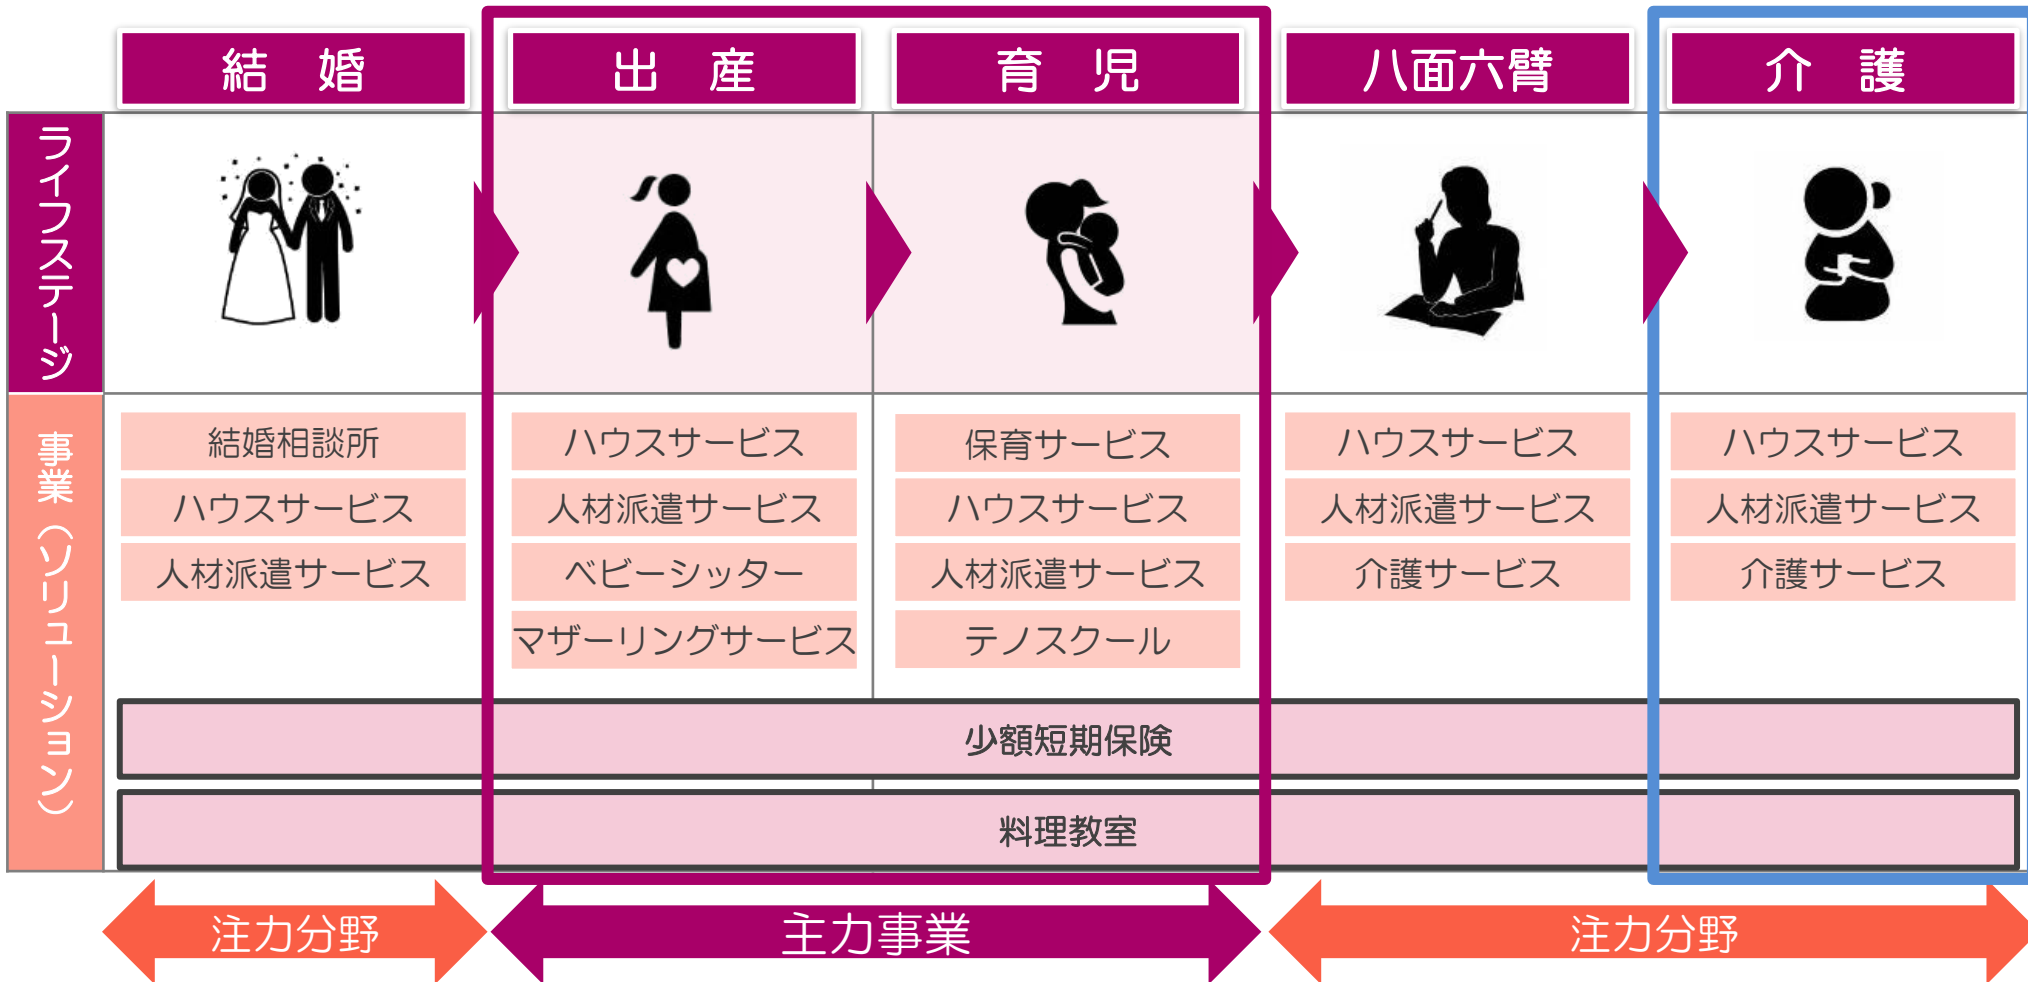 結　婚
出　産
育　児
八面六臂
介　護
ライフステージ
事業（ソリューション）
結婚相談所
ハウスサービス
人材派遣サービス
ハウスサービス
人材派遣サービス
ベビーシッター
マザーリングサービス
保育サービス
ハウスサービス
人材派遣サービス
テノスクール
ハウスサービス
人材派遣サービス
介護サービス
ハウスサービス
人材派遣サービス
介護サービス
少額短期保険
料理教室
注力分野
主力事業
注力分野